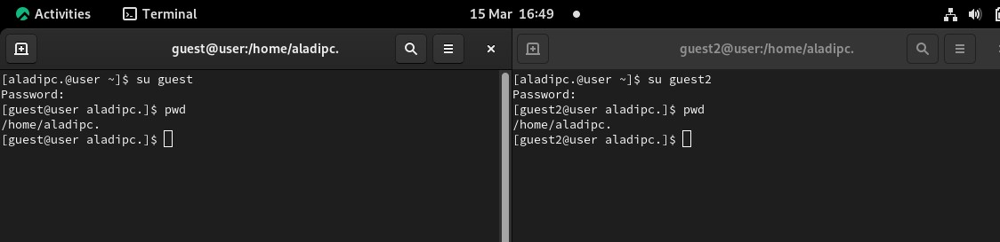 Activities Terminal 15 Mar 16:49
guest@user:/home/aladipc.
[aladipc.@user ~]$ su guest
Password:
[guest@user aladipc.]$ pwd
/home/aladipc.
[guest@user aladipc.]$
guest2@user:/home/aladipc.
[aladipc.@user ~]$ su guest2
Password:
[guest2@user aladipc.]$ pwd
/home/aladipc.
[guest2@user aladipc.]$